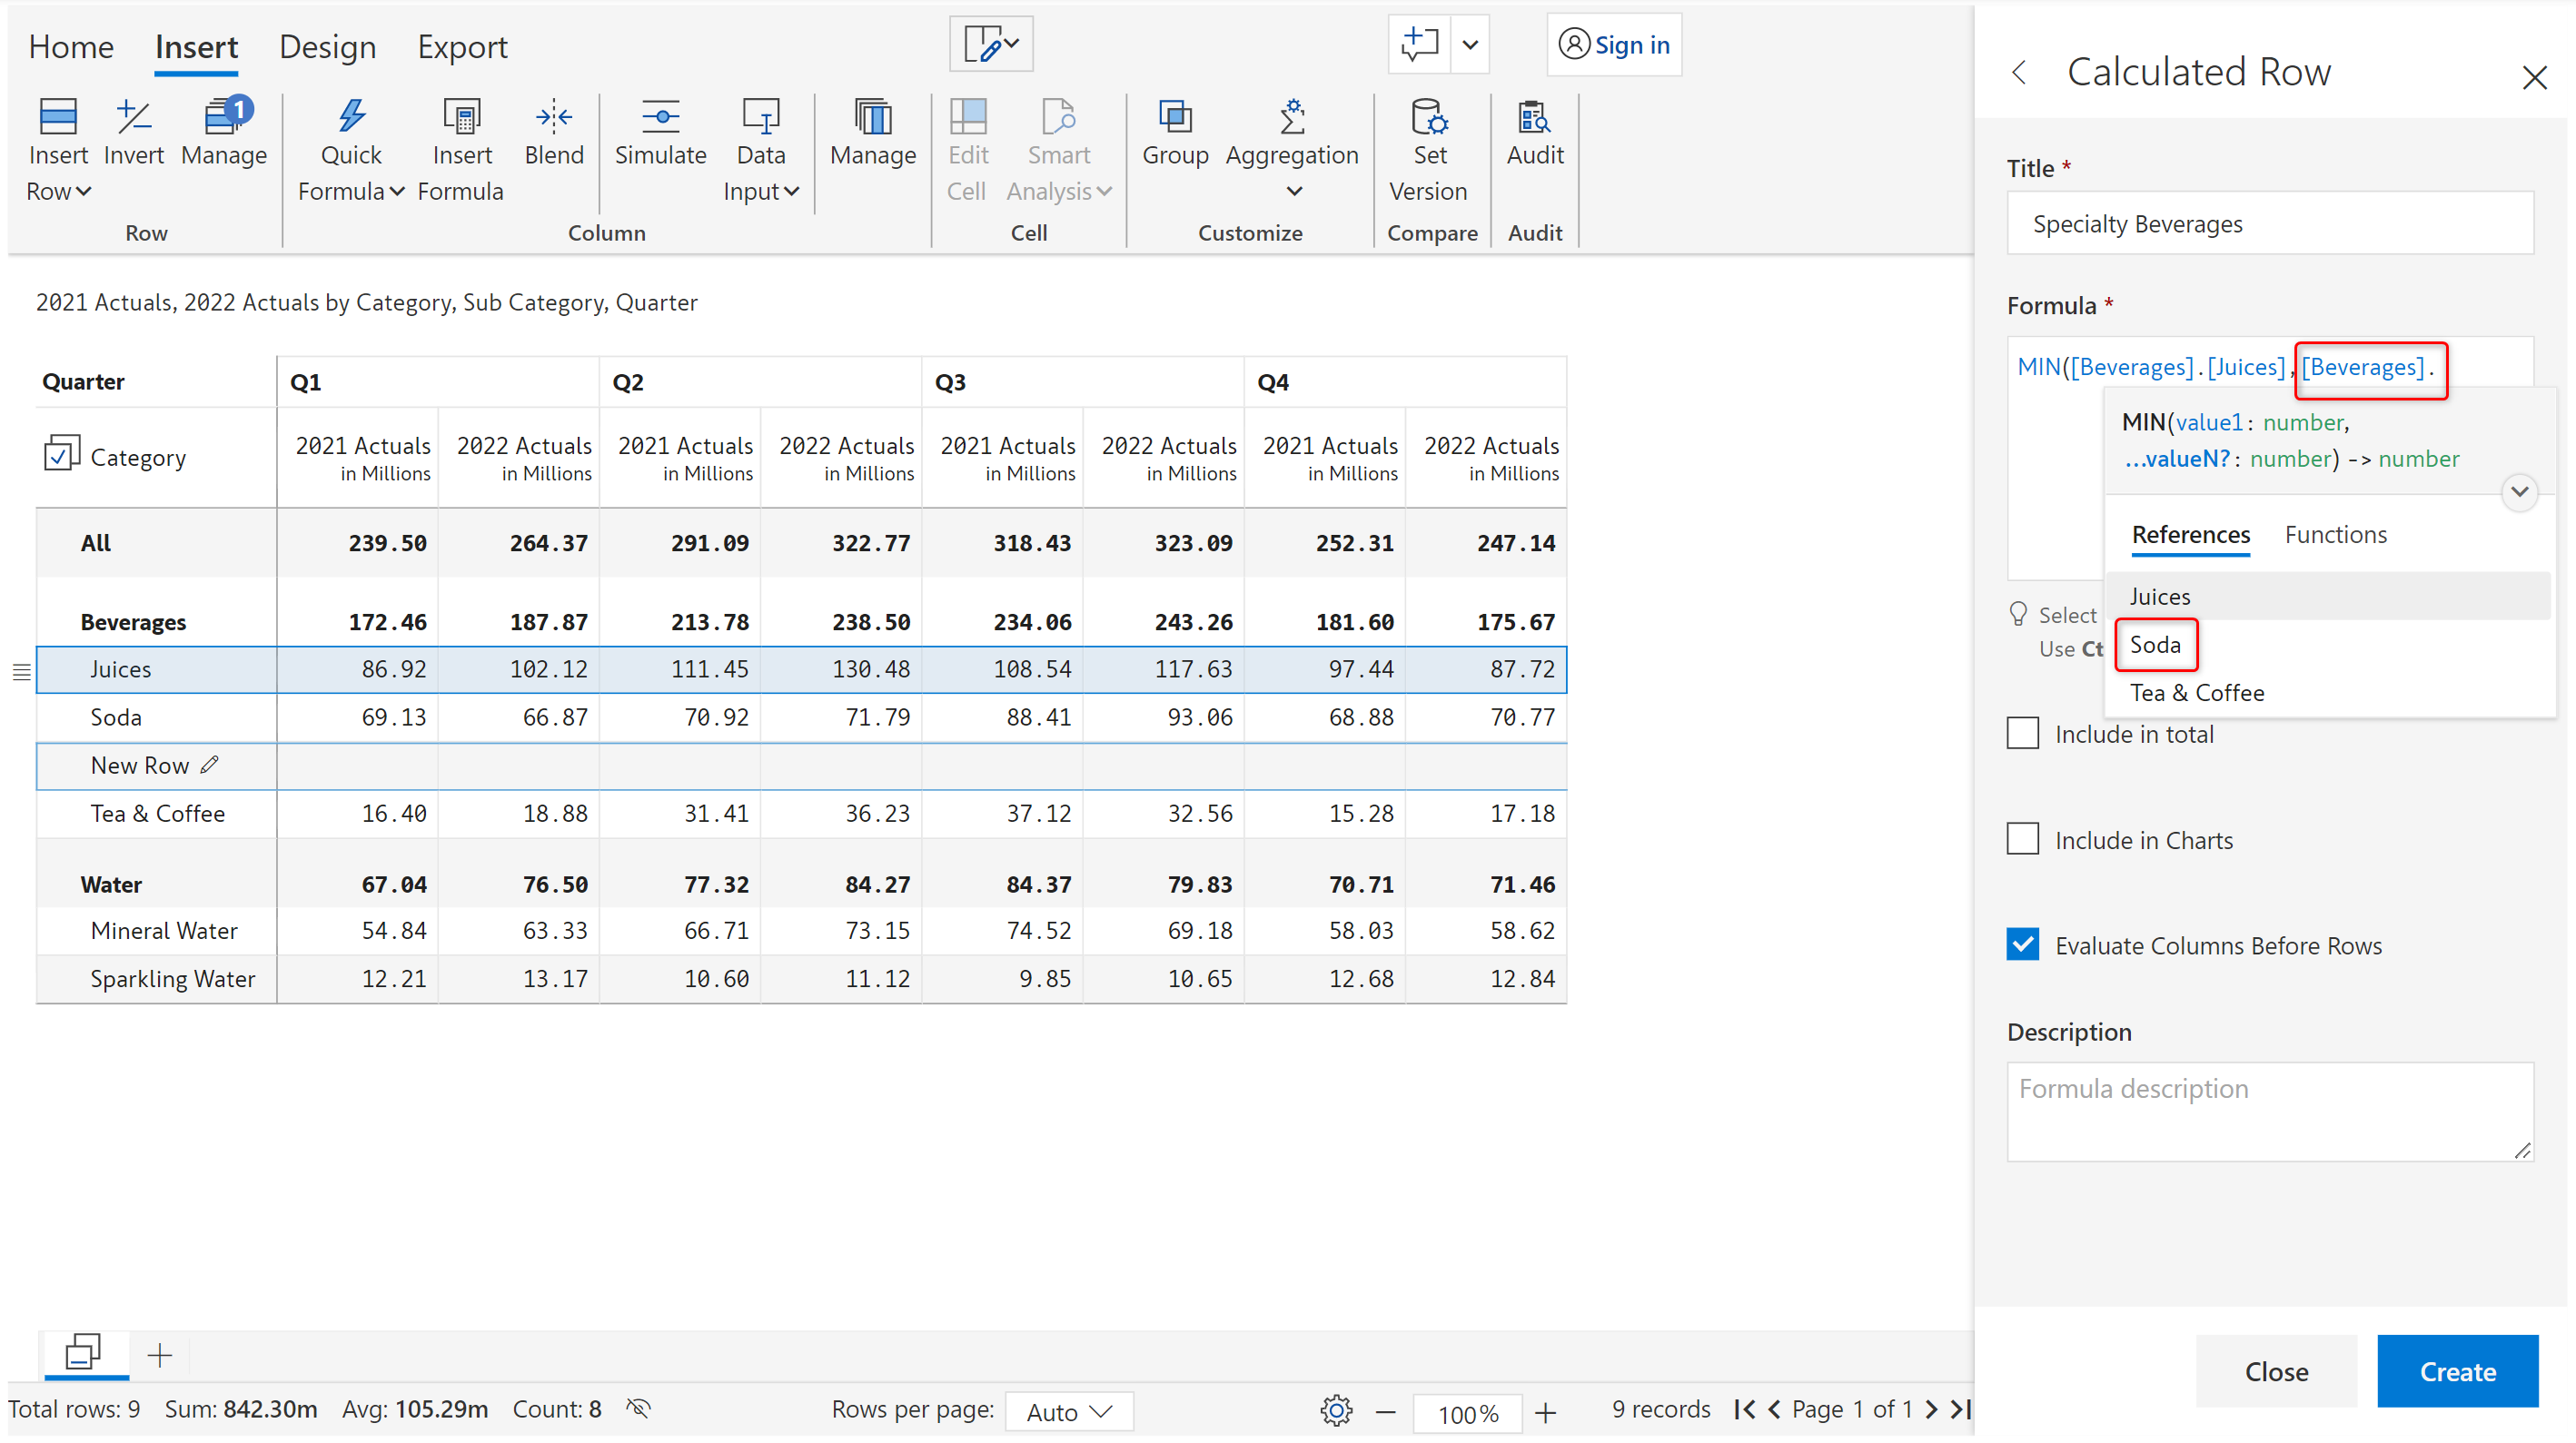 Home Insert Design Export Sign in
1
Insert Invert Manage Quick Insert Blend Simulate Data Manage Edit Smart Group Aggregation Set Audit
Row Formula Formula Input Cell Analysis Version
Row Column Cell Customize Compare Audit
2021 Actuals, 2022 Actuals by Category, Sub Category, Quarter
Quarter Q1 Q2 Q3 Q4
Category 2021 Actuals 2022 Actuals 2021 Actuals 2022 Actuals 2021 Actuals 2022 Actuals 2021 Actuals 2022 Actuals
in Millions in Millions in Millions in Millions in Millions in Millions in Millions in Millions
All 239.50 264.37 291.09 322.77 318.43 323.09 252.31 247.14
Beverages 172.46 187.87 213.78 238.50 234.06 243.26 181.60 175.67
Juices 86.92 102.12 111.45 130.48 108.54 117.63 97.44 87.72
Soda 69.13 66.87 70.92 71.79 88.41 93.06 68.88 70.77
New Row
Tea & Coffee 16.40 18.88 31.41 36.23 37.12 32.56 15.28 17.18
Water 67.04 76.50 77.32 84.27 84.37 79.83 70.71 71.46
Mineral Water 54.84 63.33 66.71 73.15 74.52 69.18 58.03 58.62
Sparkling Water 12.21 13.17 10.60 11.12 9.85 10.65 12.68 12.84
Total rows: 9 Sum: 842.30m Avg: 105.29m Count: 8 Rows per page: Auto 100% 9 records Page 1 of 1
Calculated Row
Title *
Specialty Beverages
Formula *
MIN([Beverages].[Juices],[Beverages].
MIN(value1: number,
...valueN?: number) -> number
References Functions
Juices
Select
Soda
Use Ct
Tea & Coffee
Include in total
Include in Charts
Evaluate Columns Before Rows
Description
Formula description
Close Create